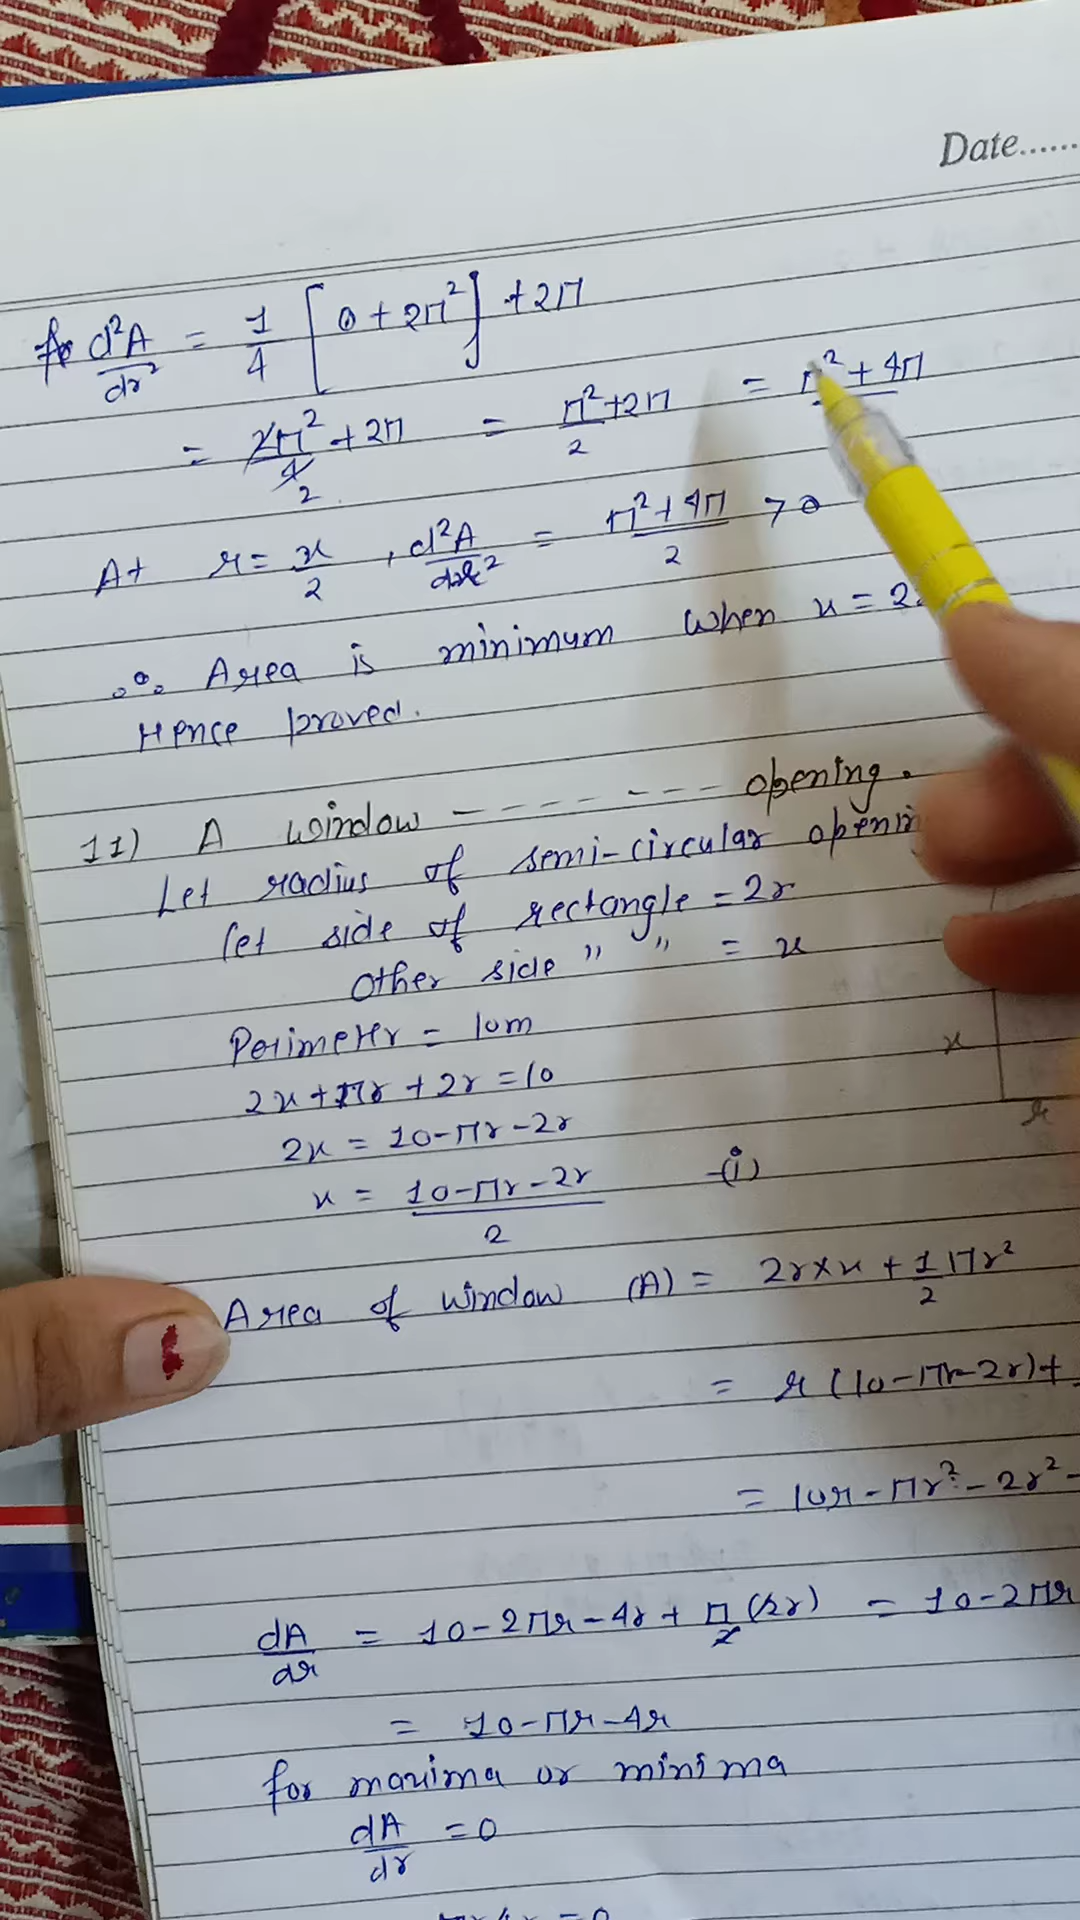 Date......
d²A/dr² = 1/4 [0 + 2π²] + 2π
= 2π²/4 2 + 2π = π²/2 + 2π = π² + 4π
At r = x/2 , d²A/dr² = π² + 4π / 2 > 0
∴ Area is minimum when x = 2
Hence proved.
11) A window ------- opening.
Let radius of semi-circular openin
let side of rectangle = 2r
Other side " " = x
Perimeter = 10m
2x + πr + 2r = 10
2x = 10 - πr - 2r
x = 10 - πr - 2r / 2 -(i)
x
r
Area of window (A) = 2r×x + 1/2 πr²
= r (10 - πr - 2r) +
= 10r - πr² - 2r² -
dA/dr = 10 - 2πr - 4r + π/2 (2r) = 10 - 2πr
= 10 - πr - 4r
for maxima or minima
dA/dr = 0
= 0